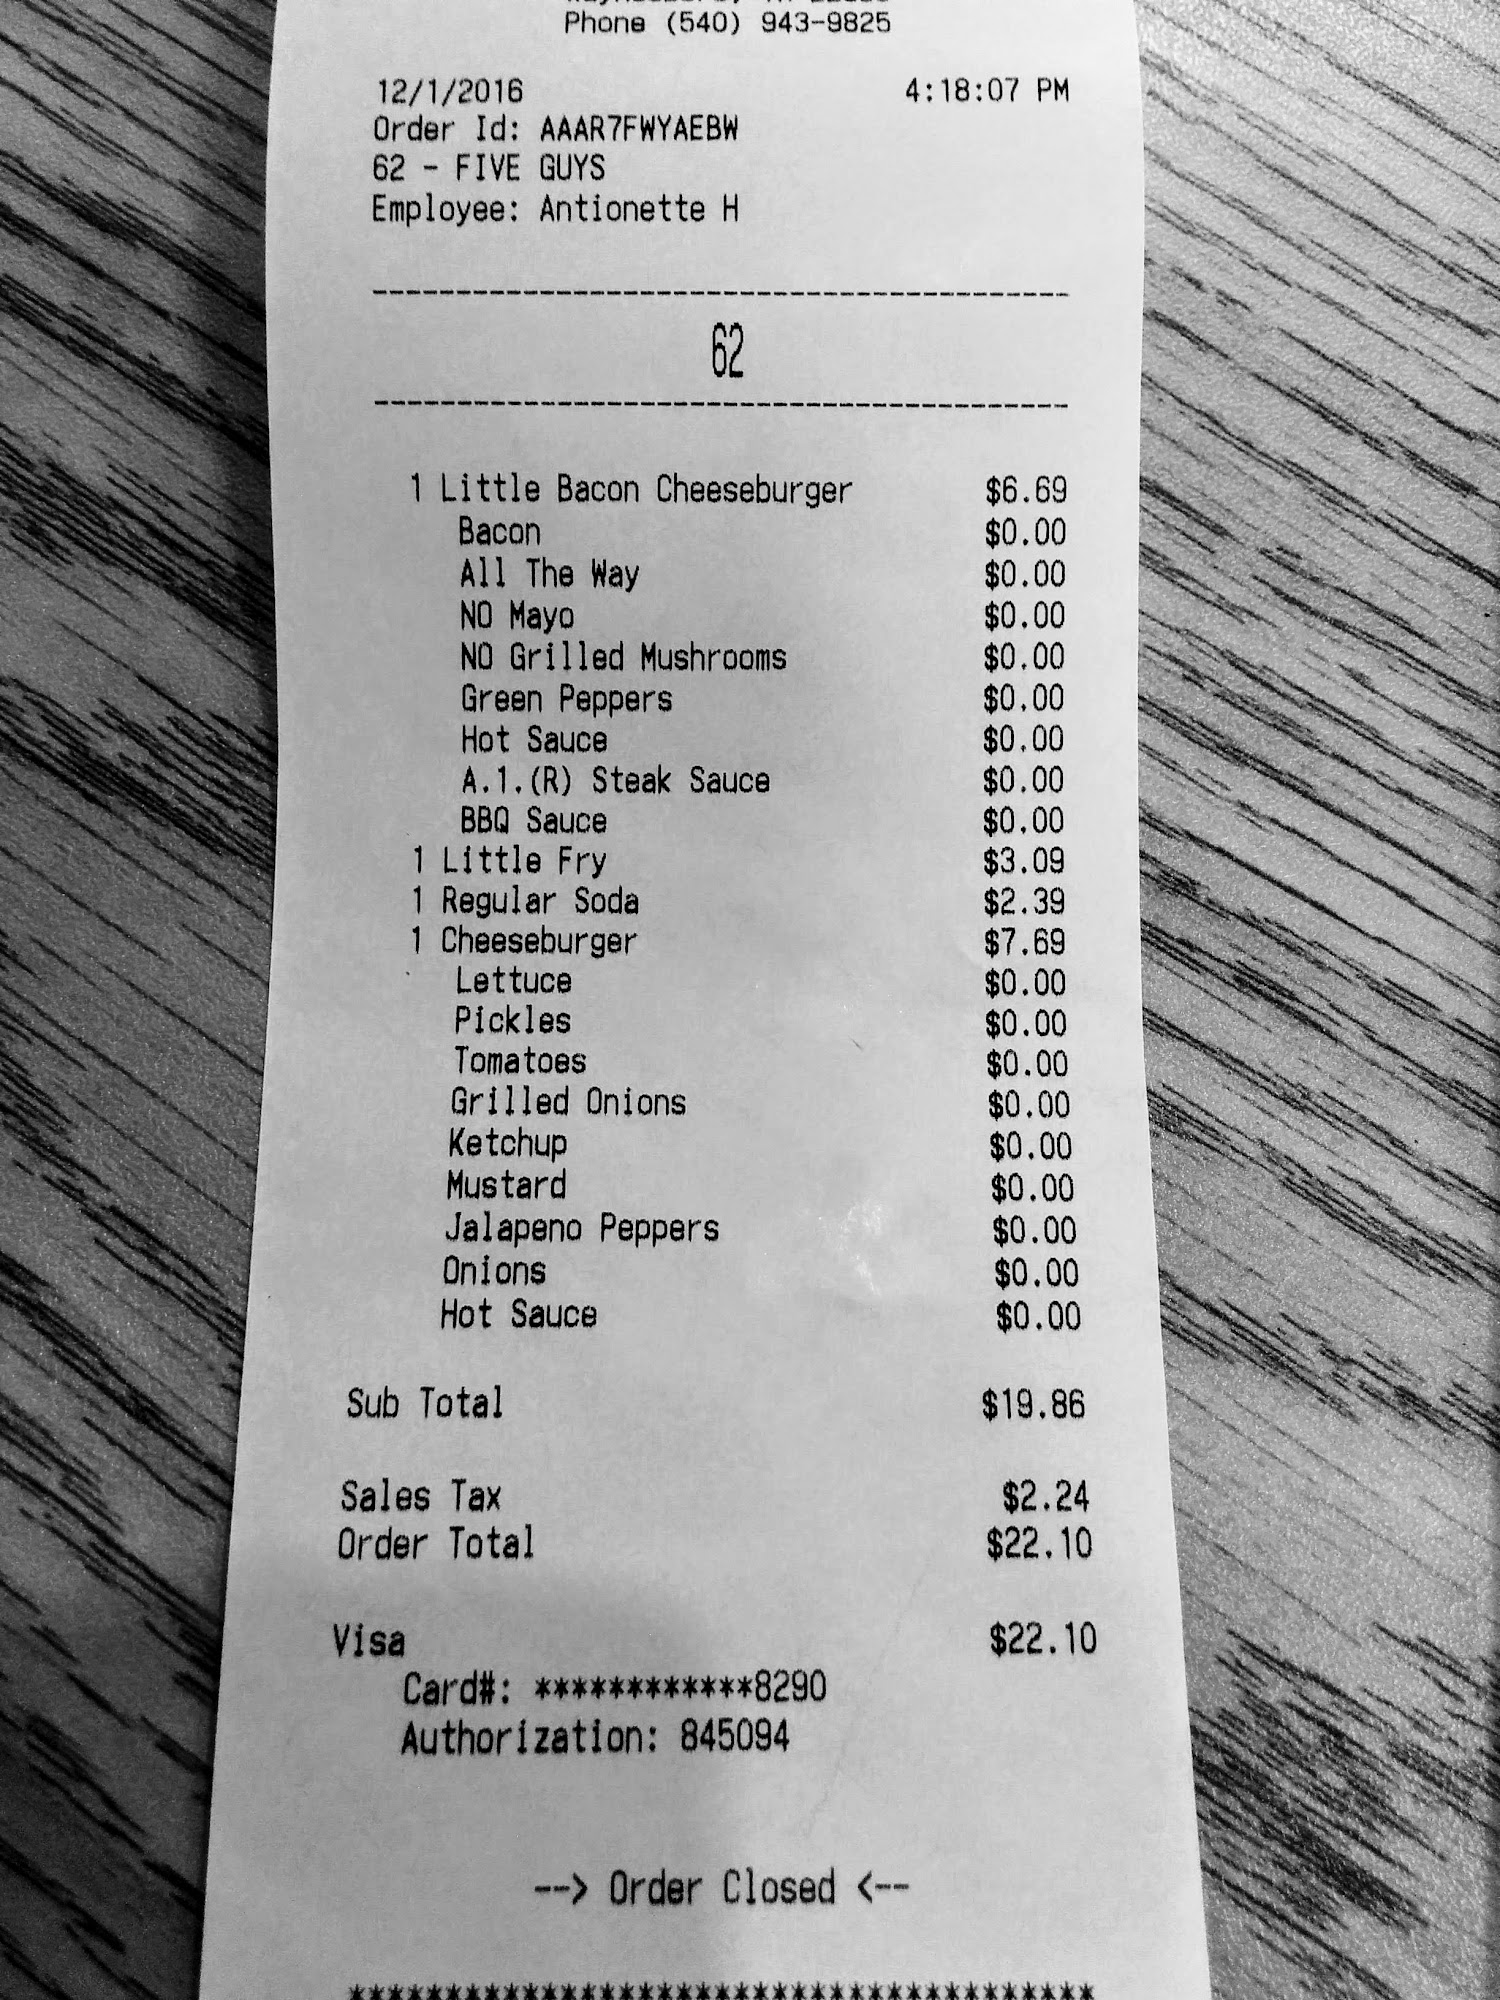 Phone (540) 943-9825
12/1/2016 4:18:07 PM
Order Id: AAAR7FWYAEBW
62 - FIVE GUYS
Employee: Antionette H
------------------------------------------
62
------------------------------------------
1 Little Bacon Cheeseburger $6.69
Bacon $0.00
All The Way $0.00
NO Mayo $0.00
NO Grilled Mushrooms $0.00
Green Peppers $0.00
Hot Sauce $0.00
A.1.(R) Steak Sauce $0.00
BBQ Sauce $0.00
1 Little Fry $3.09
1 Regular Soda $2.39
1 Cheeseburger $7.69
Lettuce $0.00
Pickles $0.00
Tomatoes $0.00
Grilled Onions $0.00
Ketchup $0.00
Mustard $0.00
Jalapeno Peppers $0.00
Onions $0.00
Hot Sauce $0.00
Sub Total $19.86
Sales Tax $2.24
Order Total $22.10
Visa $22.10
Card#: ************8290
Authorization: 845094
--> Order Closed <--
****************************************